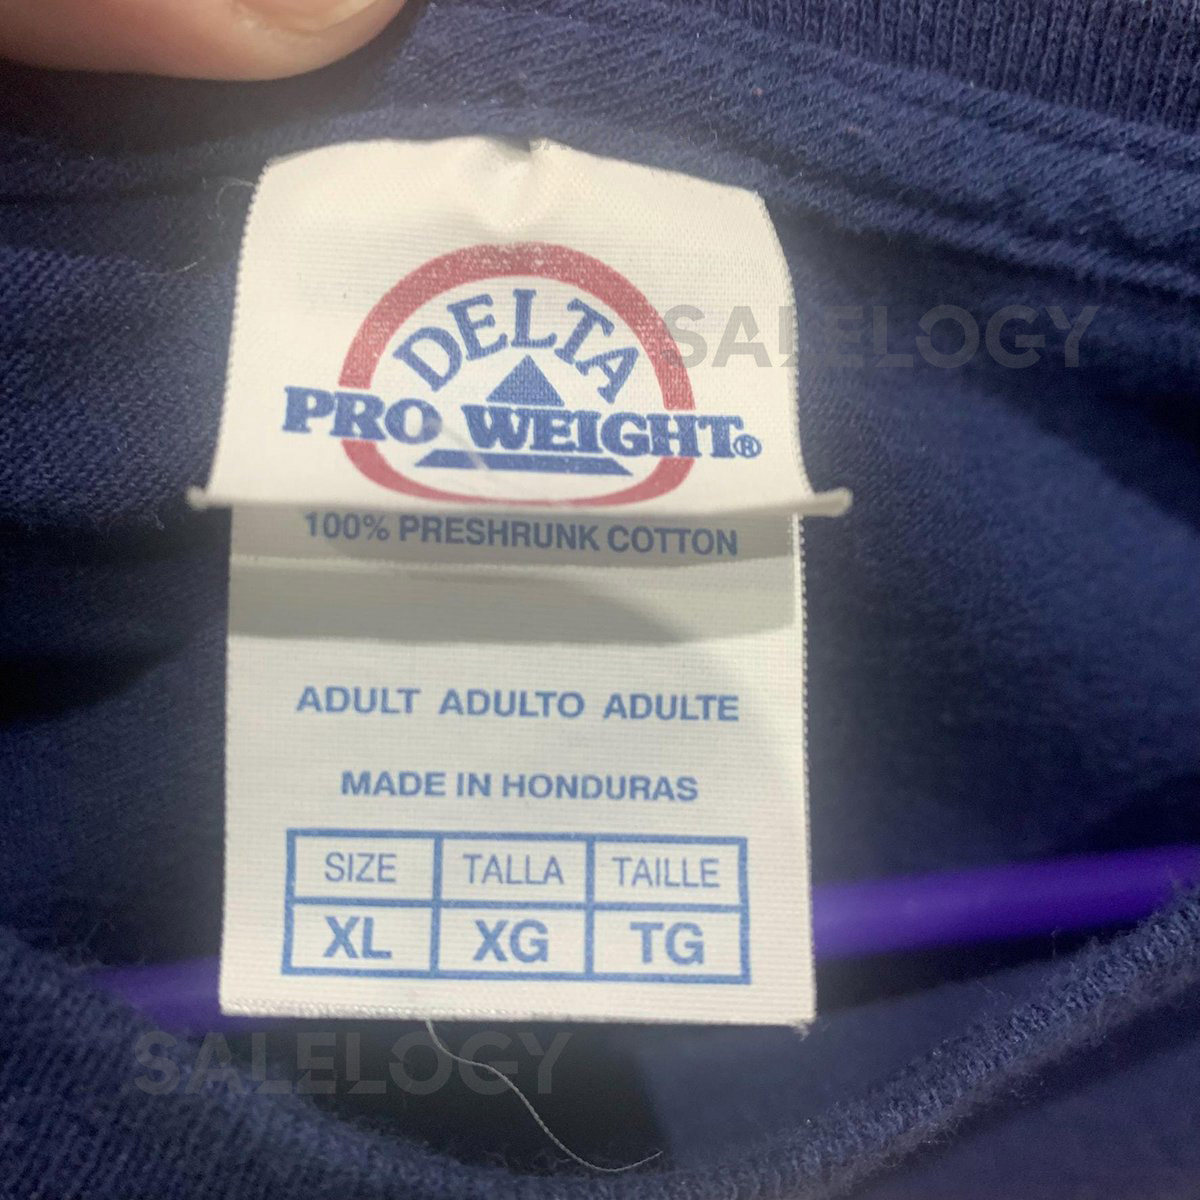 DELTA
PRO WEIGHT®
100% PRESHRUNK COTTON
ADULT ADULTO ADULTE
MADE IN HONDURAS
SIZE TALLA TAILLE
XL XG TG
SALELOGY
SALELOGY